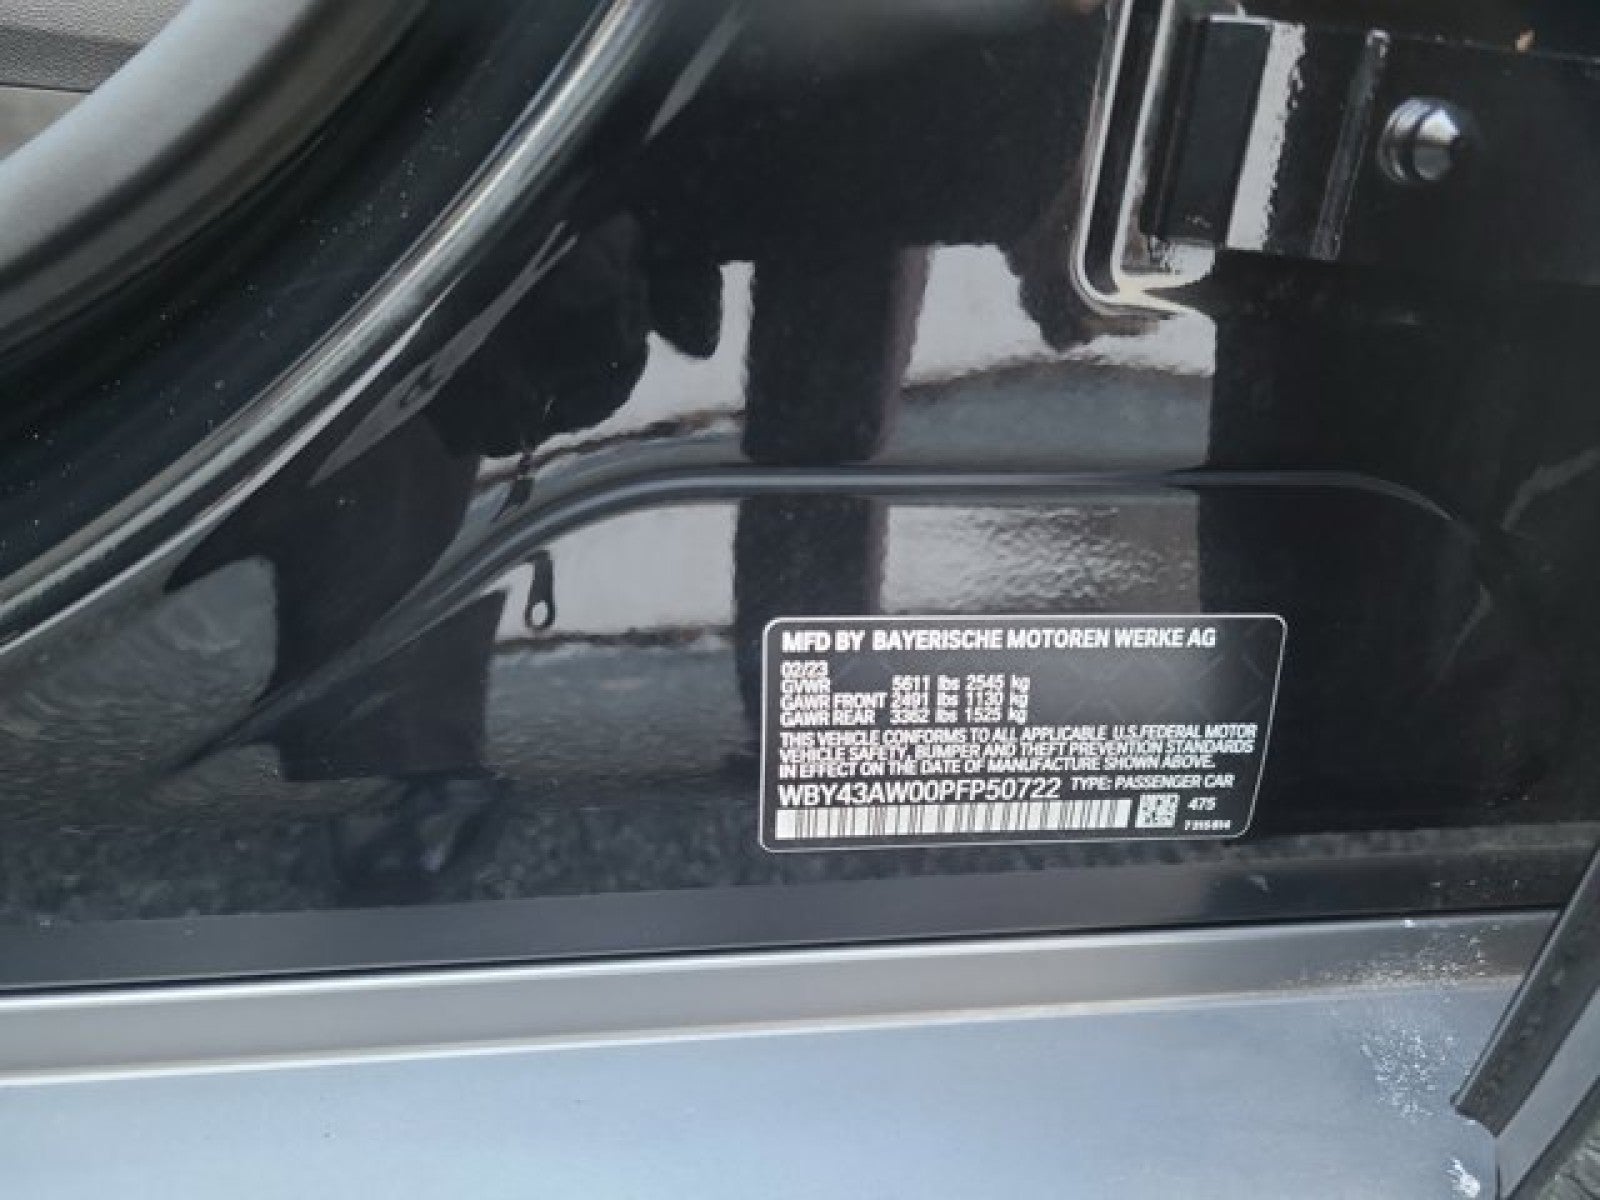 MFD BY BAYERISCHE MOTOREN WERKE AG
02/23
GVWR 5611 lbs 2545 kg
GAWR FRONT 2491 lbs 1130 kg
GAWR REAR 3362 lbs 1525 kg
THIS VEHICLE CONFORMS TO ALL APPLICABLE U.S.FEDERAL MOTOR
VEHICLE SAFETY, BUMPER AND THEFT PREVENTION STANDARDS
IN EFFECT ON THE DATE OF MANUFACTURE SHOWN ABOVE.
WBY43AW00PFP50722 TYPE: PASSENGER CAR
475